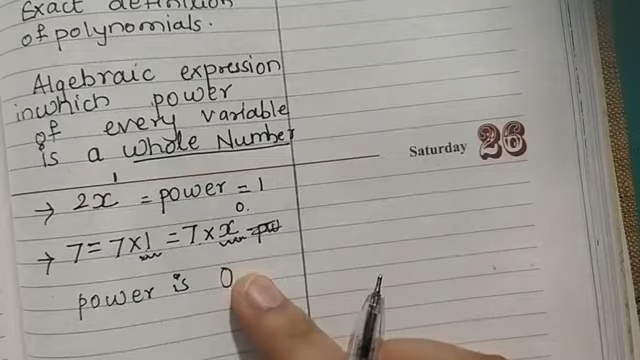 Exact definition
of polynomials.
Algebraic expression
in which power
of every variable
is a whole Number
→ 2x¹ = power = 1
→ 7 = 7 × 1 = 7 × x⁰
power is 0
Saturday 26